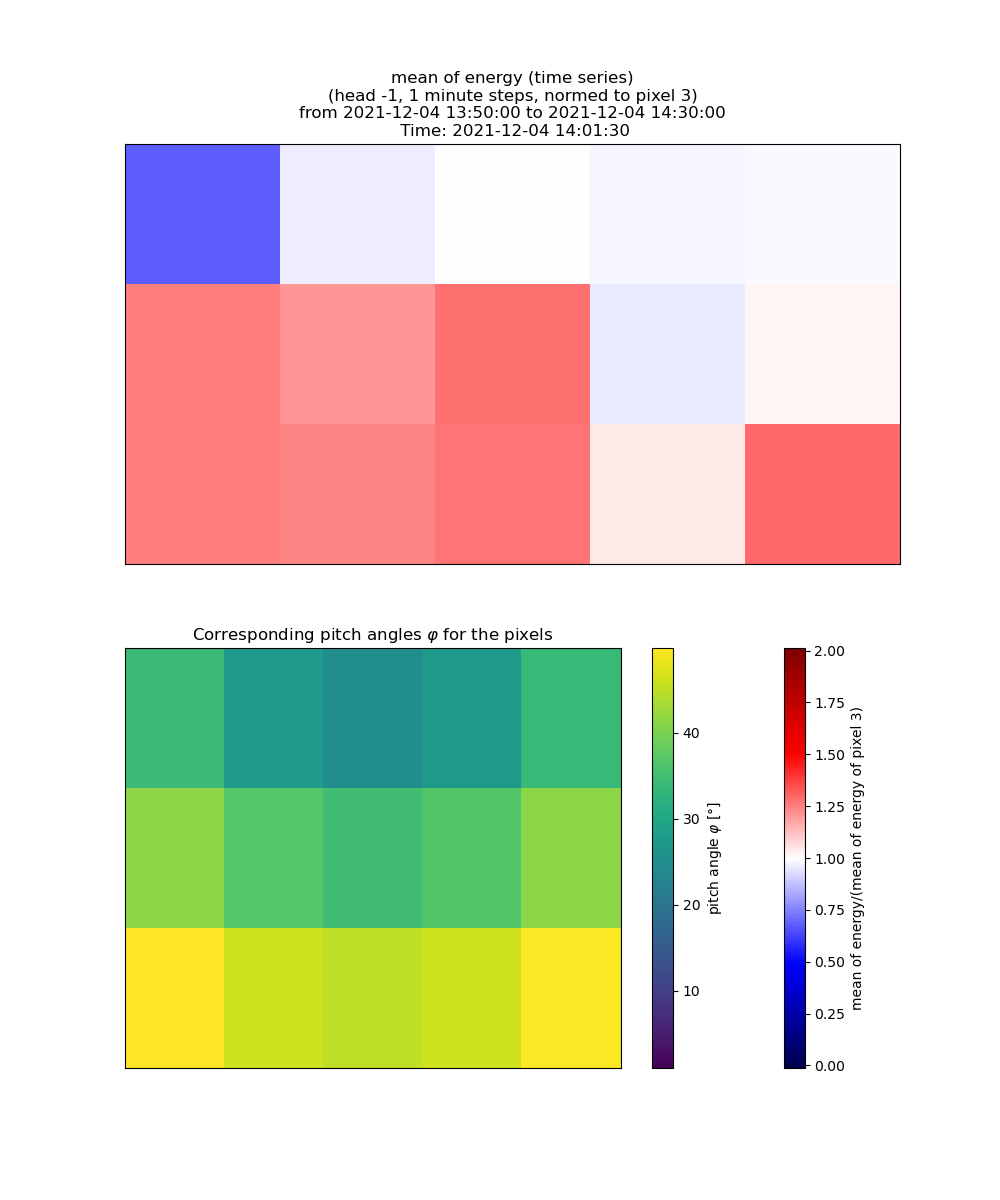 mean of energy (time series)
(head -1, 1 minute steps, normed to pixel 3)
from 2021-12-04 13:50:00 to 2021-12-04 14:30:00
Time: 2021-12-04 14:01:30
Corresponding pitch angles φ for the pixels
40
30
20
10
pitch angle φ [°]
2.00
1.75
1.50
1.25
1.00
0.75
0.50
0.25
0.00
mean of energy/(mean of energy of pixel 3)